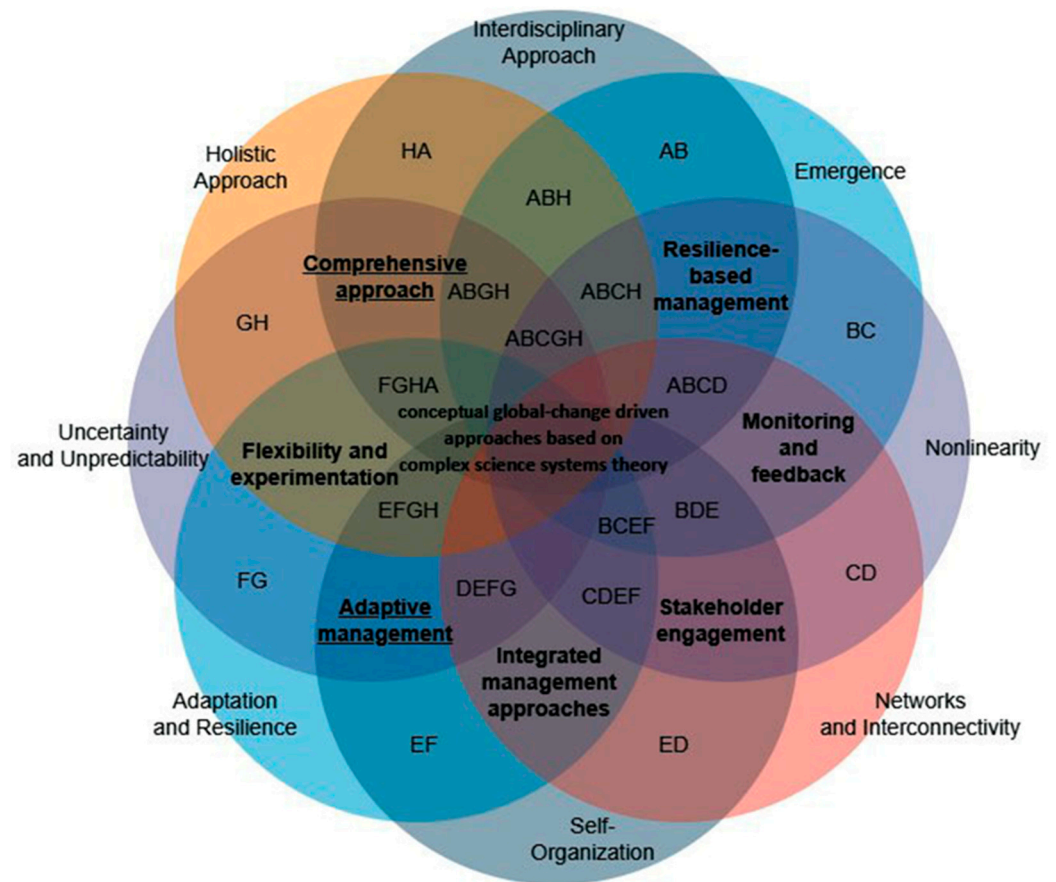 Interdisciplinary
Approach
HA
AB
Holistic
Approach
Emergence
ABH
Comprehensive
approach
Resilience-
based
management
ABGH
ABCH
GH
ABCGH
BC
FGHA
ABCD
conceptual global-change driven
approaches based on
complex science systems theory
Uncertainty
and Unpredictability
Flexibility and
experimentation
Monitoring
and
feedback
Nonlinearity
EFGH
BCEF
BDE
FG
DEFG
CDEF
CD
Adaptive
management
Stakeholder
engagement
Integrated
management
approaches
Adaptation
and Resilience
Networks
and Interconnectivity
EF
ED
Self-
Organization